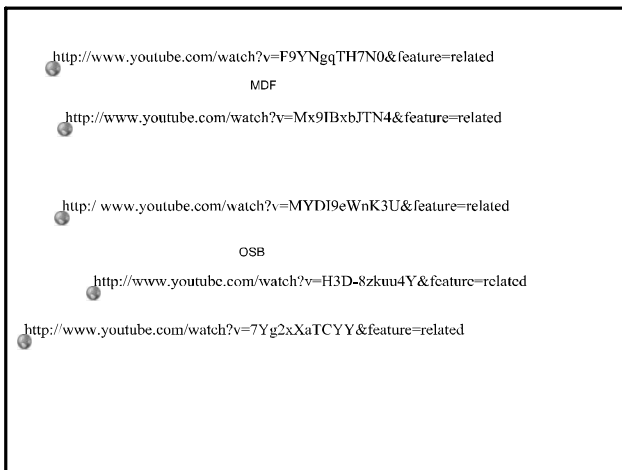 http://www.youtube.com/watch?v=F9YNgqTH7N0&feature=related
MDF
http://www.youtube.com/watch?v=Mx9IBxbJTN4&feature=related
http:/ www.youtube.com/watch?v=MYDI9eWnK3U&feature=related
OSB
http://www.youtube.com/watch?v=H3D-8zkuu4Y&feature=related
http://www.youtube.com/watch?v=7Yg2xXaTCYY&feature=related